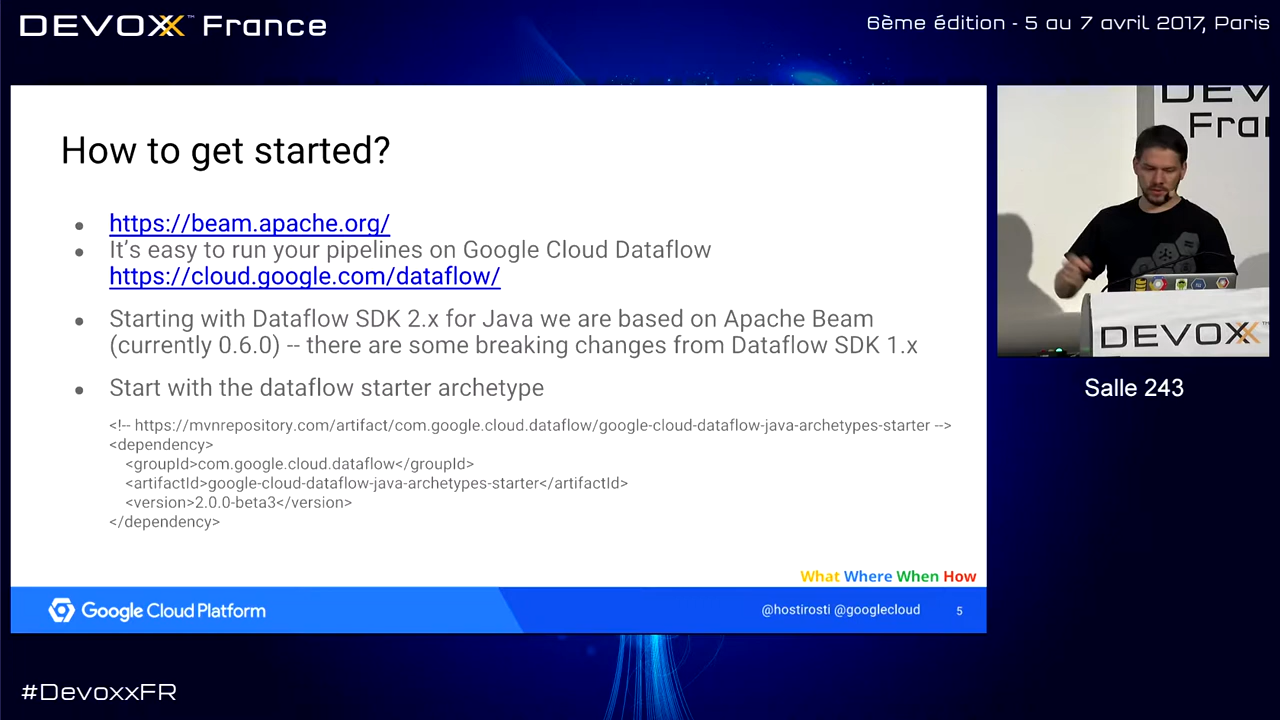 DEVOXX™ France
6ème édition - 5 au 7 avril 2017, Paris
How to get started?
• https://beam.apache.org/
• It’s easy to run your pipelines on Google Cloud Dataflow
https://cloud.google.com/dataflow/
• Starting with Dataflow SDK 2.x for Java we are based on Apache Beam
(currently 0.6.0) -- there are some breaking changes from Dataflow SDK 1.x
• Start with the dataflow starter archetype
<!-- https://mvnrepository.com/artifact/com.google.cloud.dataflow/google-cloud-dataflow-java-archetypes-starter -->
<dependency>
<groupId>com.google.cloud.dataflow</groupId>
<artifactId>google-cloud-dataflow-java-archetypes-starter</artifactId>
<version>2.0.0-beta3</version>
</dependency>
What Where When How
Google Cloud Platform
@hostirosti @googlecloud
5
DEV
Fra
DEVOXX™
Salle 243
#DevoxxFR